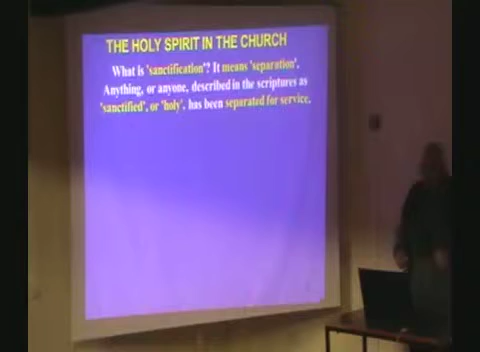 THE HOLY SPIRIT IN THE CHURCH
What is 'sanctification'? It means 'separation'.
Anything, or anyone, described in the scriptures as
'sanctified', or 'holy', has been separated for service.